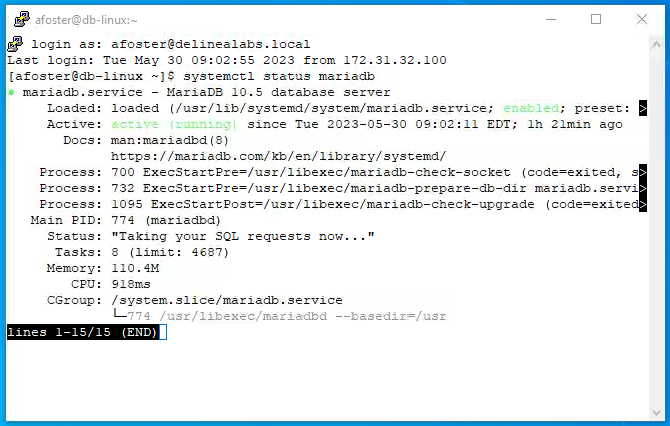 afoster@db-linux:~
login as: afoster@delinealabs.local
Last login: Tue May 30 09:02:55 2023 from 172.31.32.100
[afoster@db-linux ~]$ systemctl status mariadb
● mariadb.service - MariaDB 10.5 database server
Loaded: loaded (/usr/lib/systemd/system/mariadb.service; enabled; preset: >
Active: active (running) since Tue 2023-05-30 09:02:11 EDT; 1h 21min ago
Docs: man:mariadbd(8)
https://mariadb.com/kb/en/library/systemd/
Process: 700 ExecStartPre=/usr/libexec/mariadb-check-socket (code=exited, s>
Process: 732 ExecStartPre=/usr/libexec/mariadb-prepare-db-dir mariadb.servi>
Process: 1095 ExecStartPost=/usr/libexec/mariadb-check-upgrade (code=exited>
Main PID: 774 (mariadbd)
Status: "Taking your SQL requests now..."
Tasks: 8 (limit: 4687)
Memory: 110.4M
CPU: 918ms
CGroup: /system.slice/mariadb.service
└─774 /usr/libexec/mariadbd --basedir=/usr
lines 1-15/15 (END)